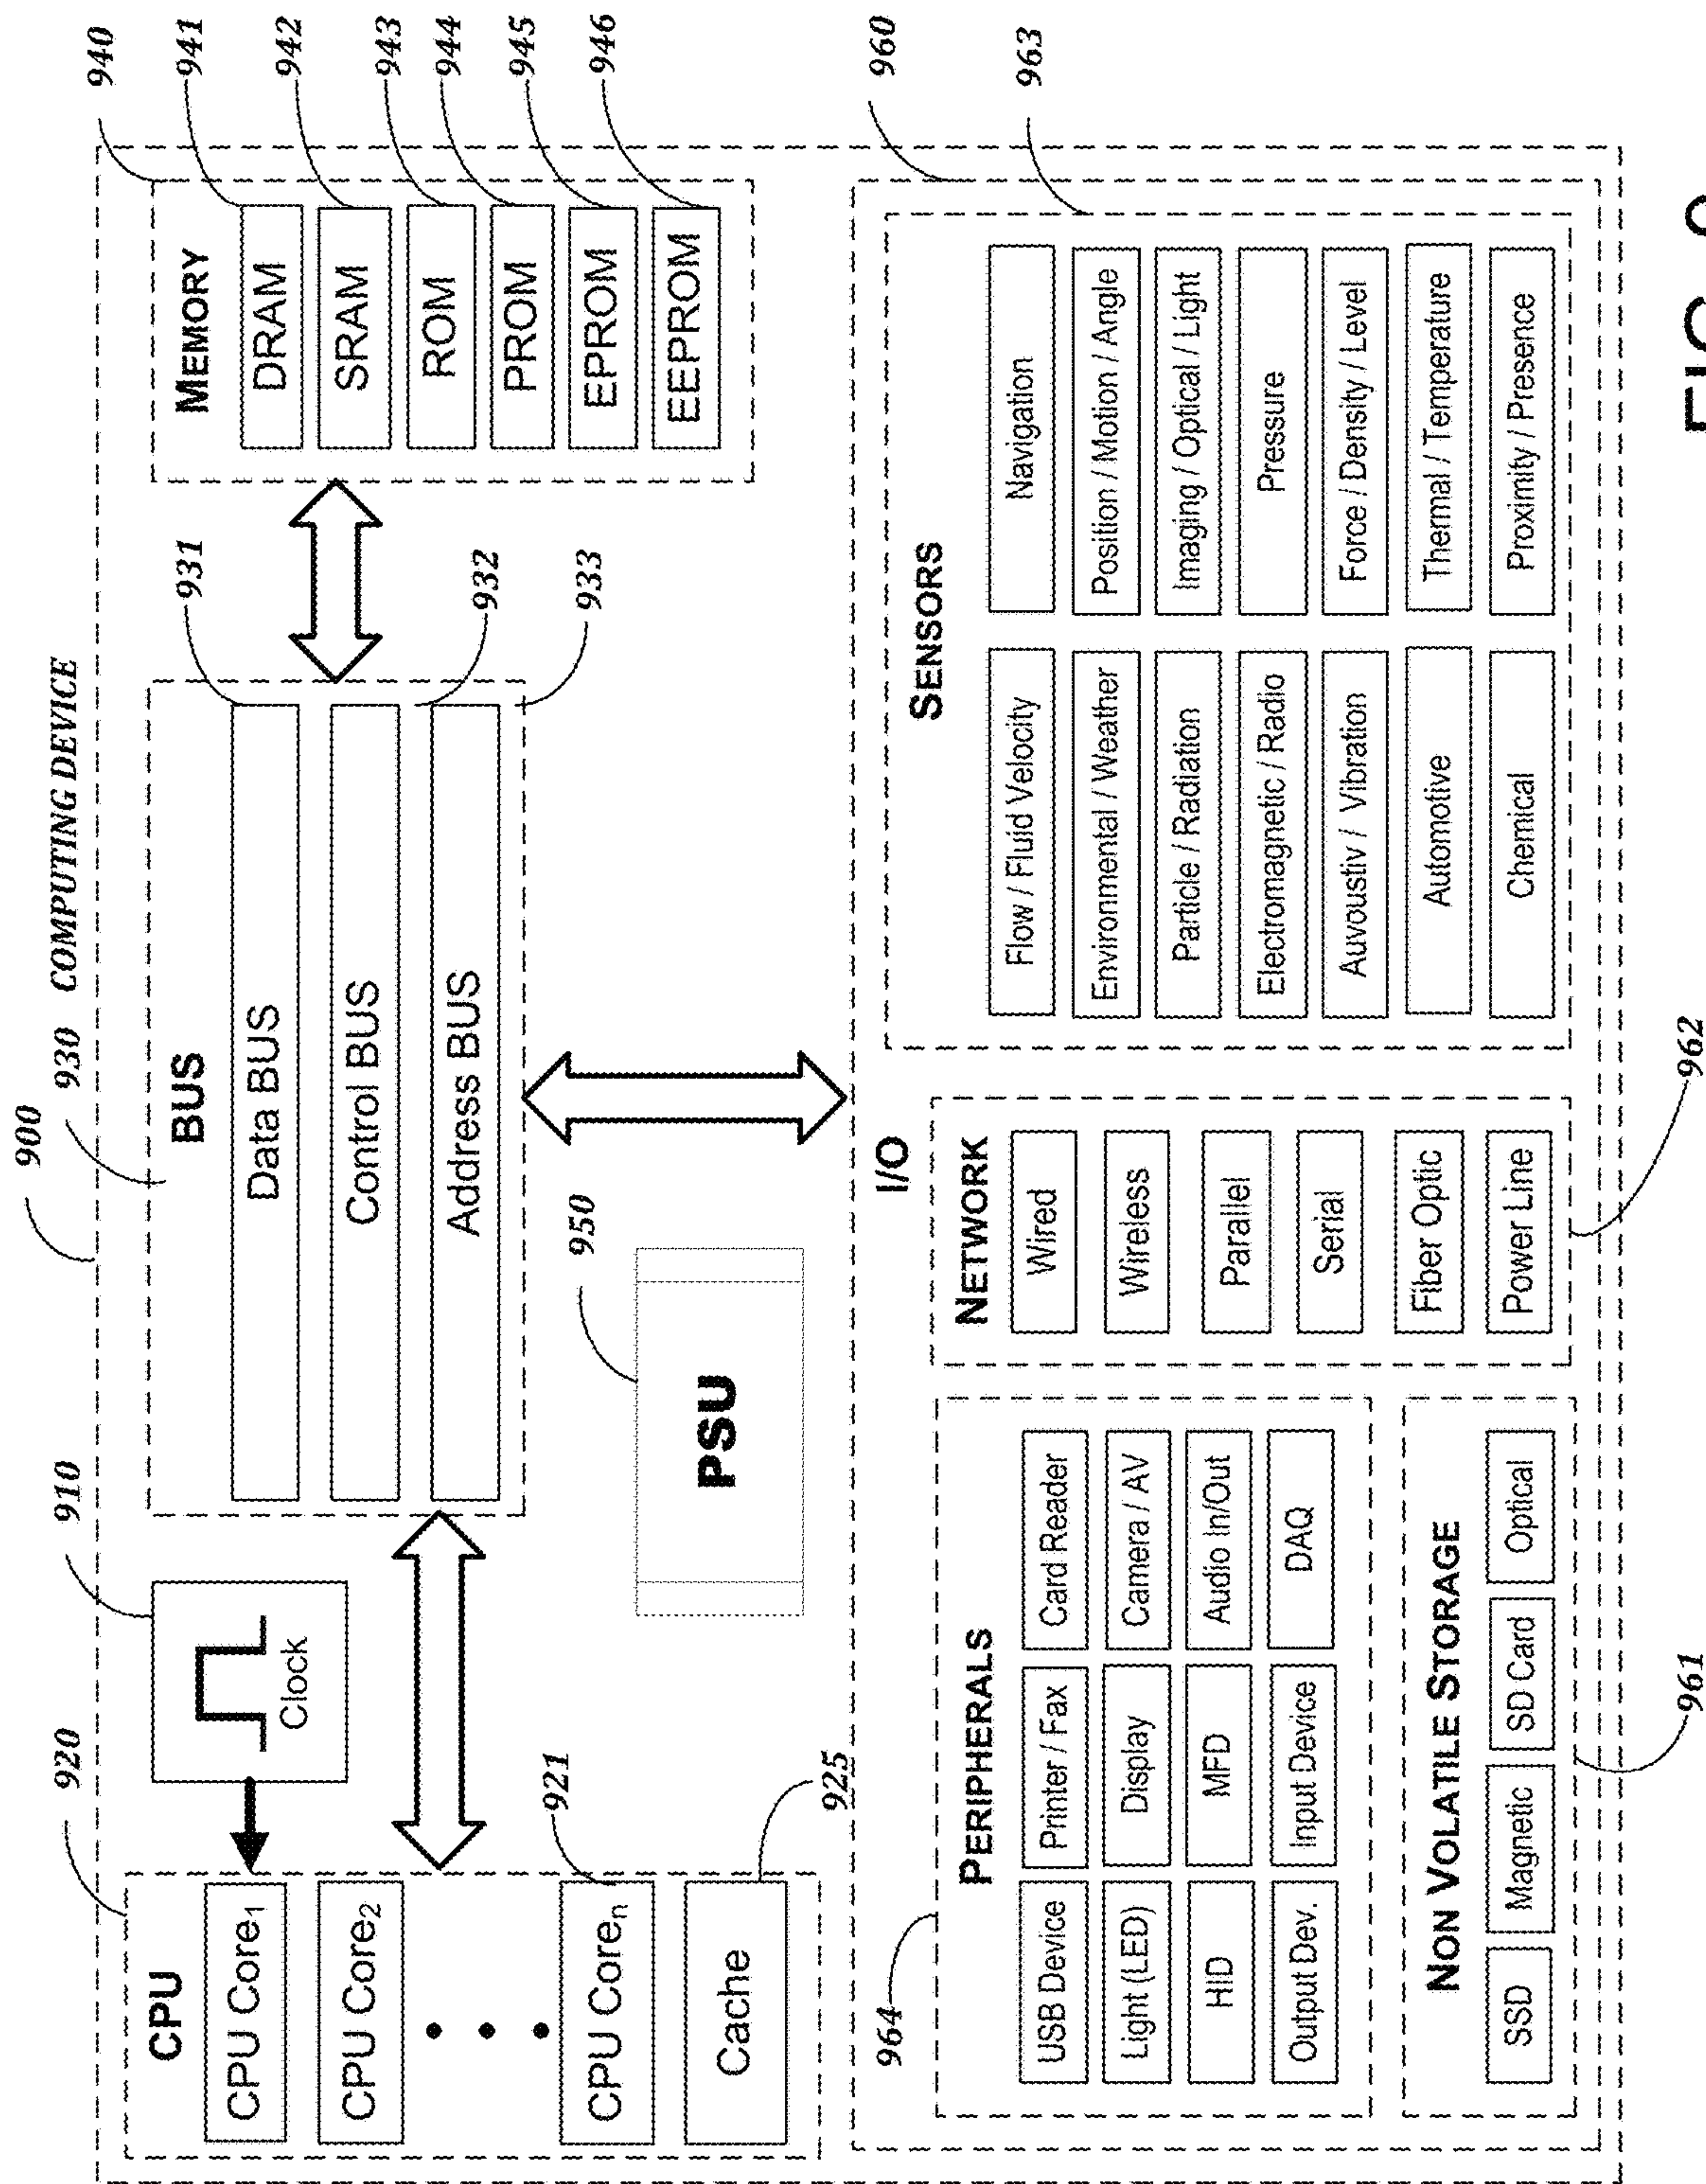 900
930 COMPUTING DEVICE
920
910
940
941
942
943
944
945
946
CPU
CPU Core1
CPU Core2
CPU Coren
921
Cache
925
Clock
BUS
Data BUS
Control BUS
Address BUS
931
932
933
MEMORY
DRAM
SRAM
ROM
PROM
EPROM
EEPROM
PSU
950
I/O
960
964
PERIPHERALS
USB Device
Printer / Fax
Card Reader
Light (LED)
Display
Camera / AV
HID
MFD
Audio In/Out
Output Dev.
Input Device
DAQ
NON VOLATILE STORAGE
SSD
Magnetic
SD Card
Optical
961
NETWORK
Wired
Wireless
Parallel
Serial
Fiber Optic
Power Line
962
SENSORS
963
Flow / Fluid Velocity
Navigation
Environmental / Weather
Position / Motion / Angle
Particle / Radiation
Imaging / Optical / Light
Electromagnetic / Radio
Pressure
Auvoustiv / Vibration
Force / Density / Level
Automotive
Thermal / Temperature
Chemical
Proximity / Presence